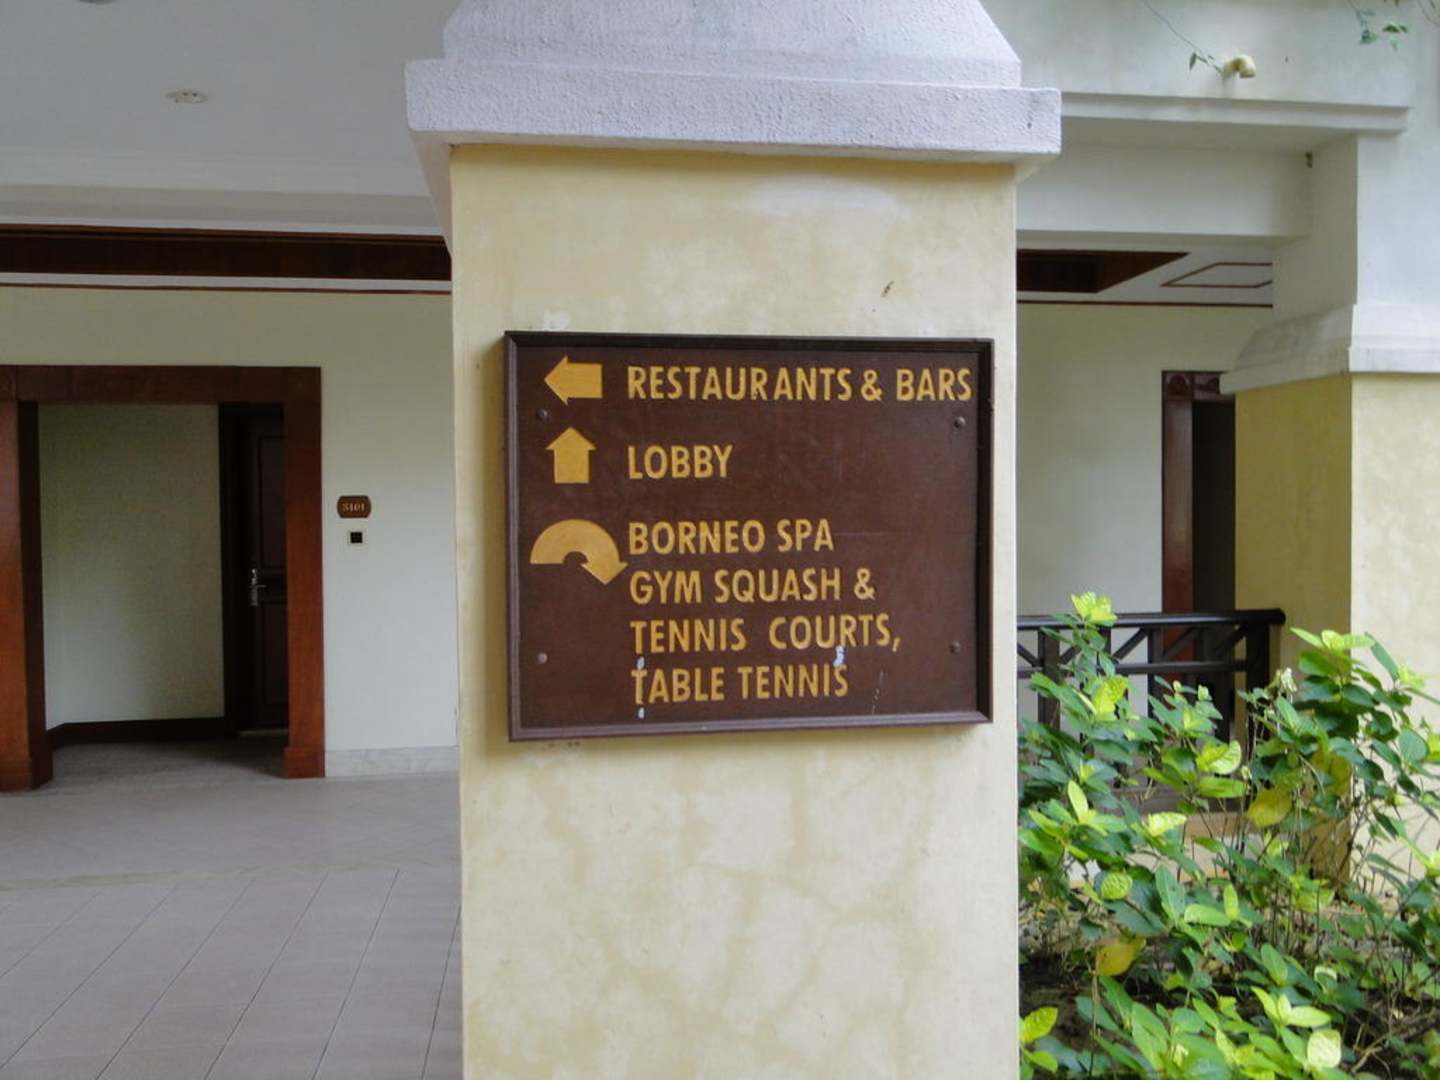 RESTAURANTS & BARS
LOBBY
BORNEO SPA
GYM SQUASH &
TENNIS COURTS,
TABLE TENNIS